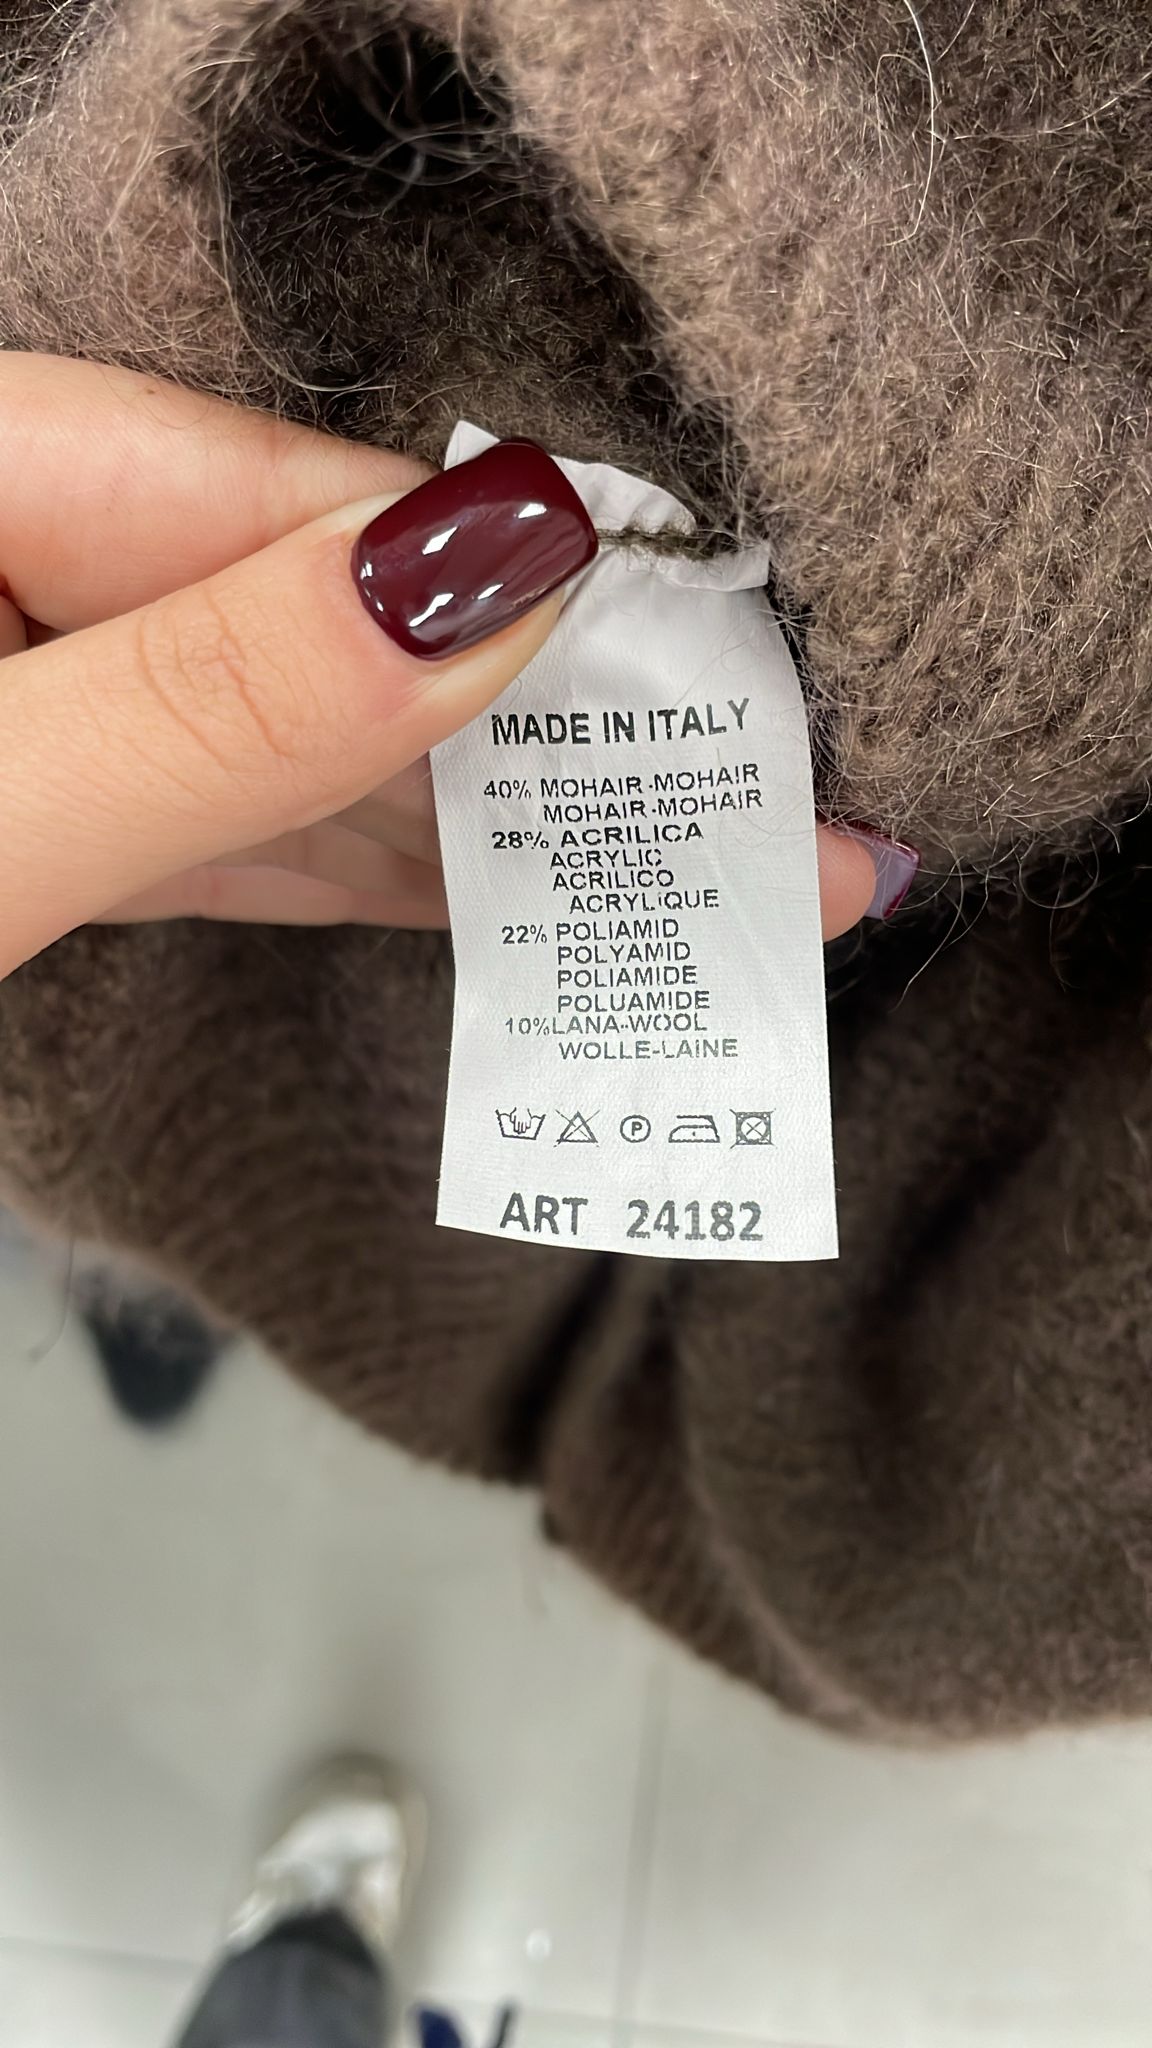 MADE IN ITALY
40% MOHAIR-MOHAIR
MOHAIR-MOHAIR
28% ACRILICA
ACRYLIC
ACRILICO
ACRYLIQUE
22% POLIAMID
POLYAMID
POLIAMIDE
POLUAMIDE
10%LANA-WOOL
WOLLE-LAINE
P
ART 24182